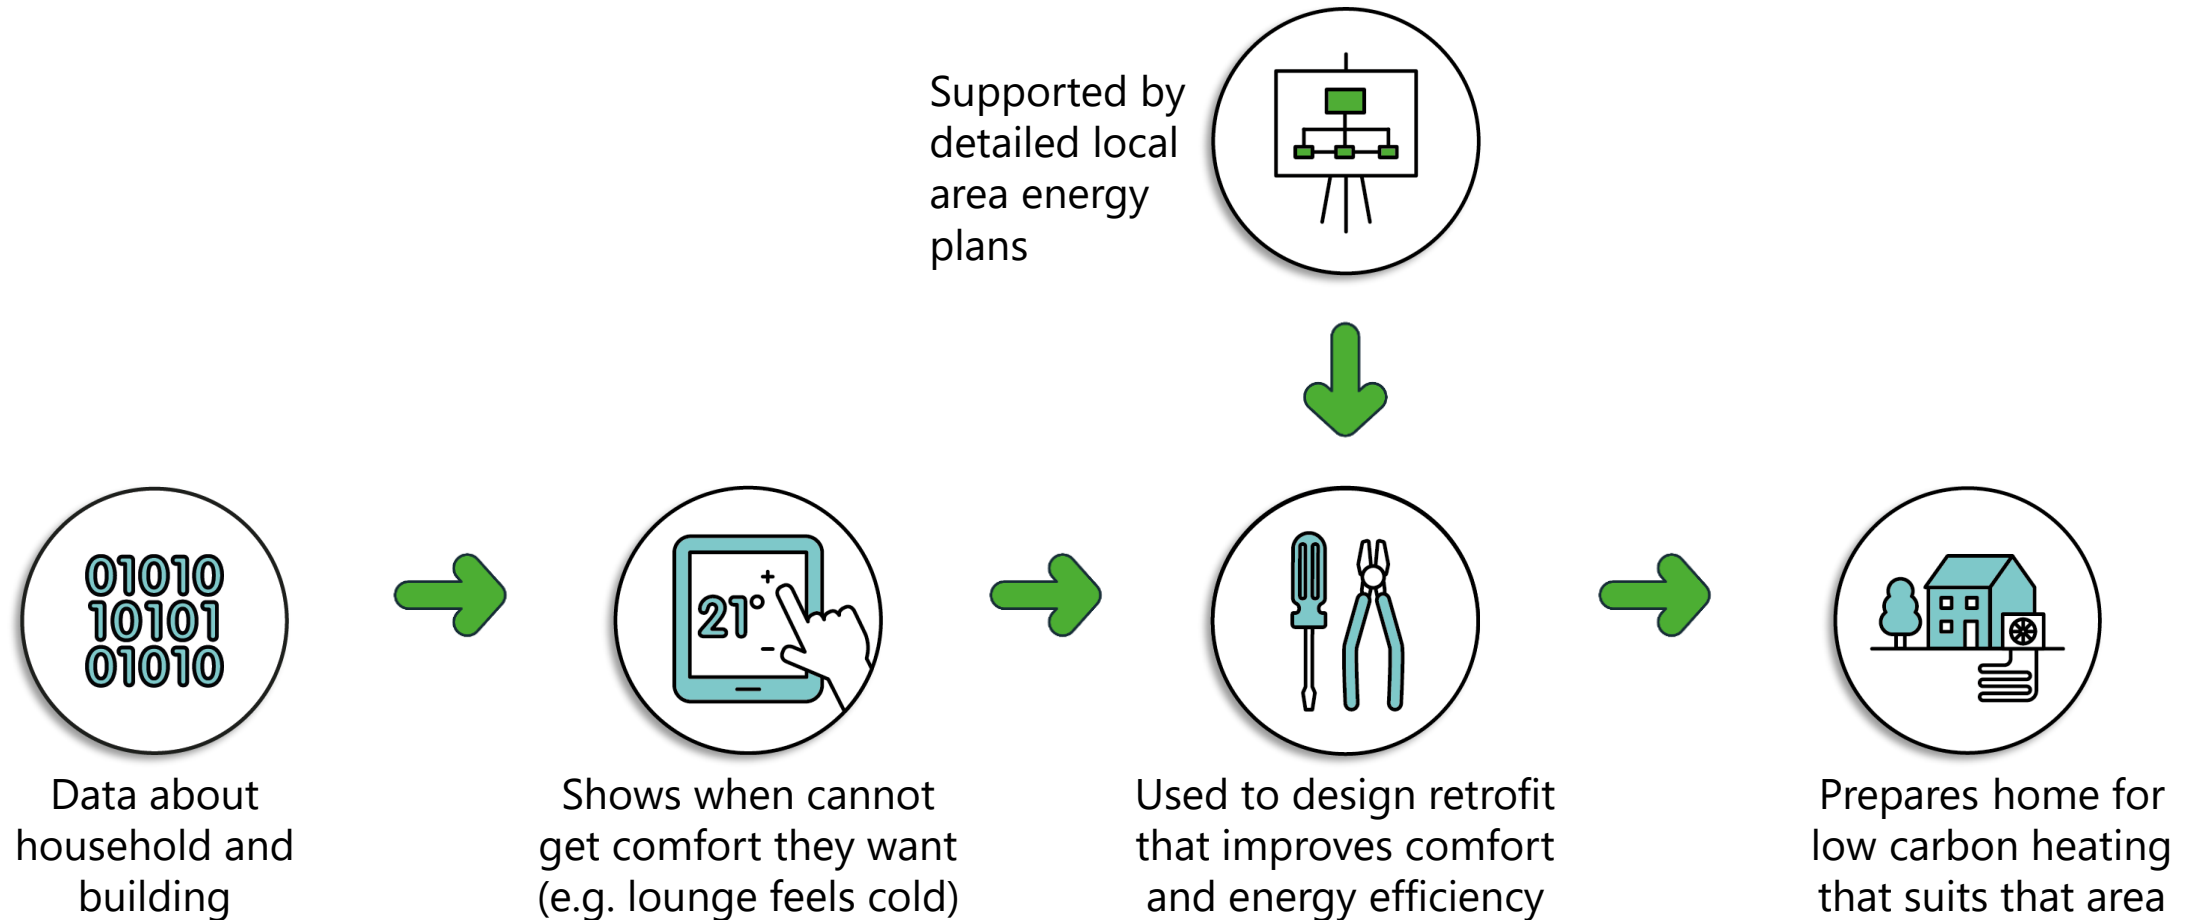 Supported by
detailed local
area energy
plans
01010
10101
01010
21°
+
-
Data about
household and
building
Shows when cannot
get comfort they want
(e.g. lounge feels cold)
Used to design retrofit
that improves comfort
and energy efficiency
Prepares home for
low carbon heating
that suits that area